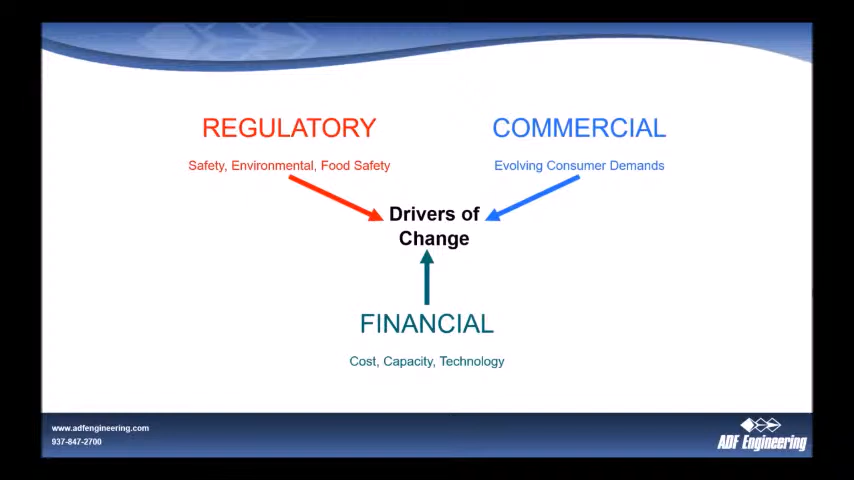 REGULATORY
COMMERCIAL
Safety, Environmental, Food Safety
Evolving Consumer Demands
Drivers of
Change
FINANCIAL
Cost, Capacity, Technology
www.adfengineering.com
937-847-2700
ADF Engineering